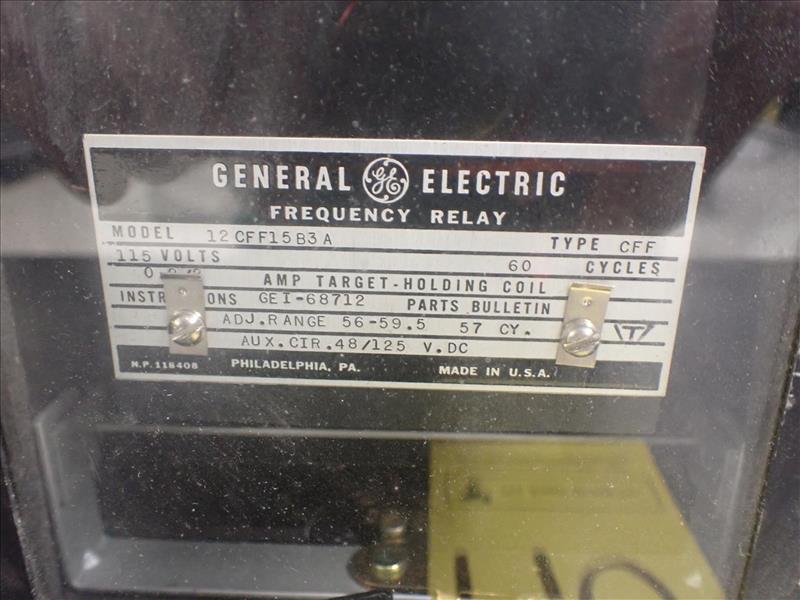 GENERAL GE ELECTRIC
FREQUENCY RELAY
MODEL 12CFF15B3A TYPE CFF
115 VOLTS 60 CYCLES
AMP TARGET-HOLDING COIL
GEI-68712 PARTS BULLETIN
ADJ.RANGE 56-59.5 57 CY.
AUX.CIR.48/125 V.DC
N.P. 118408 PHILADELPHIA, PA. MADE IN U.S.A.